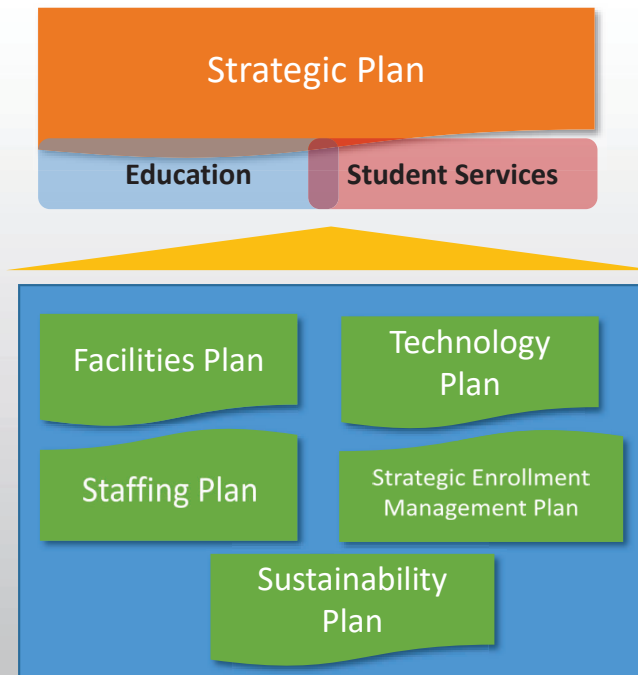 Strategic Plan
Education
Student Services
Facilities Plan
Technology
Plan
Staffing Plan
Strategic Enrollment
Management Plan
Sustainability
Plan